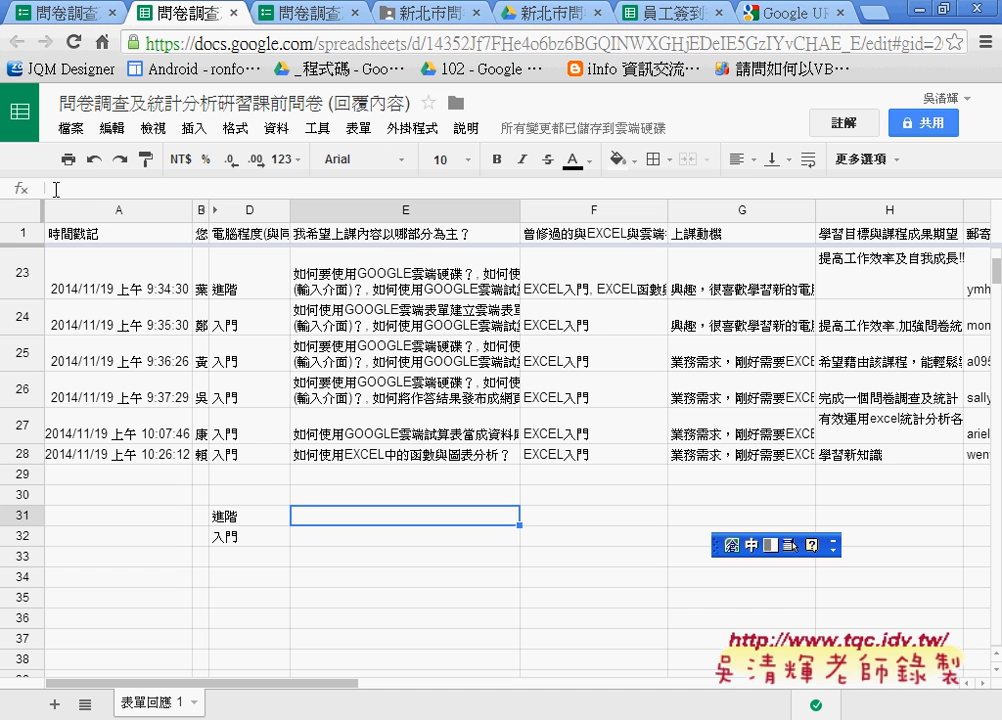 問卷調查 × 問卷調查 × 問卷調查 × 新北市問 × 新北市問 × 員工簽到 × Google UR ×
https://docs.google.com/spreadsheets/d/14352Jf7FHe4o6bz6BGQINWXGHjEDeIE5GzIYvCHAE_E/edit#gid=2
JQM Designer Android - ronfo… _程式碼 - Goo… 102 - Google … iInfo 資訊交流… 請問如何以VB…
問卷調查及統計分析研習課前問卷 (回覆內容) 吳清輝
檔案 編輯 檢視 插入 格式 資料 工具 表單 外掛程式 說明 所有變更都已儲存到雲端硬碟 註解 共用
NT$ % .0 .00 123 Arial 10 B I S A 更多選項
fx
A B D E F G H
1 時間戳記 您 電腦程度(與同 我希望上課內容以哪部分為主？ 曾修過的與EXCEL與雲端 上課動機 學習目標與課程成果期望 郵寄
提高工作效率及自我成長!!
如何要使用GOOGLE雲端硬碟？, 如何使
23 2014/11/19 上午 9:34:30 葉 進階 (輸入介面)？, 如何使用GOOGLE雲端試 EXCEL入門, EXCEL函數 興趣，很喜歡學習新的電 ymh
如何使用GOOGLE雲端表單建立雲端表單
24 2014/11/19 上午 9:35:30 鄭 入門 (輸入介面)？, 如何使用GOOGLE雲端試 EXCEL入門 興趣，很喜歡學習新的電 提高工作效率,加強問卷統 mon
如何使用GOOGLE雲端表單建立雲端表單
25 2014/11/19 上午 9:36:26 黃 入門 (輸入介面)？, 如何使用GOOGLE雲端試 EXCEL入門 業務需求，剛好需要EXC 希望藉由該課程，能輕鬆 a095
如何要使用GOOGLE雲端硬碟？, 如何使
26 2014/11/19 上午 9:37:29 吳 入門 (輸入介面)？, 如何將作答結果發布成網頁 EXCEL入門 業務需求，剛好需要EXC 完成一個問卷調查及統計 sally
有效運用excel統計分析各
27 2014/11/19 上午 10:07:46 康 入門 如何使用GOOGLE雲端試算表當成資料 EXCEL入門 業務需求，剛好需要EXC ariel
28 2014/11/19 上午 10:26:12 賴 入門 如何使用EXCEL中的函數與圖表分析？ EXCEL入門 業務需求，剛好需要EXC 學習新知識 wen
29
30
31 進階
32 入門
中
33
34
35
36
37
http://www.tqc.idv.tw/
38
吳清輝老師錄製
表單回應 1